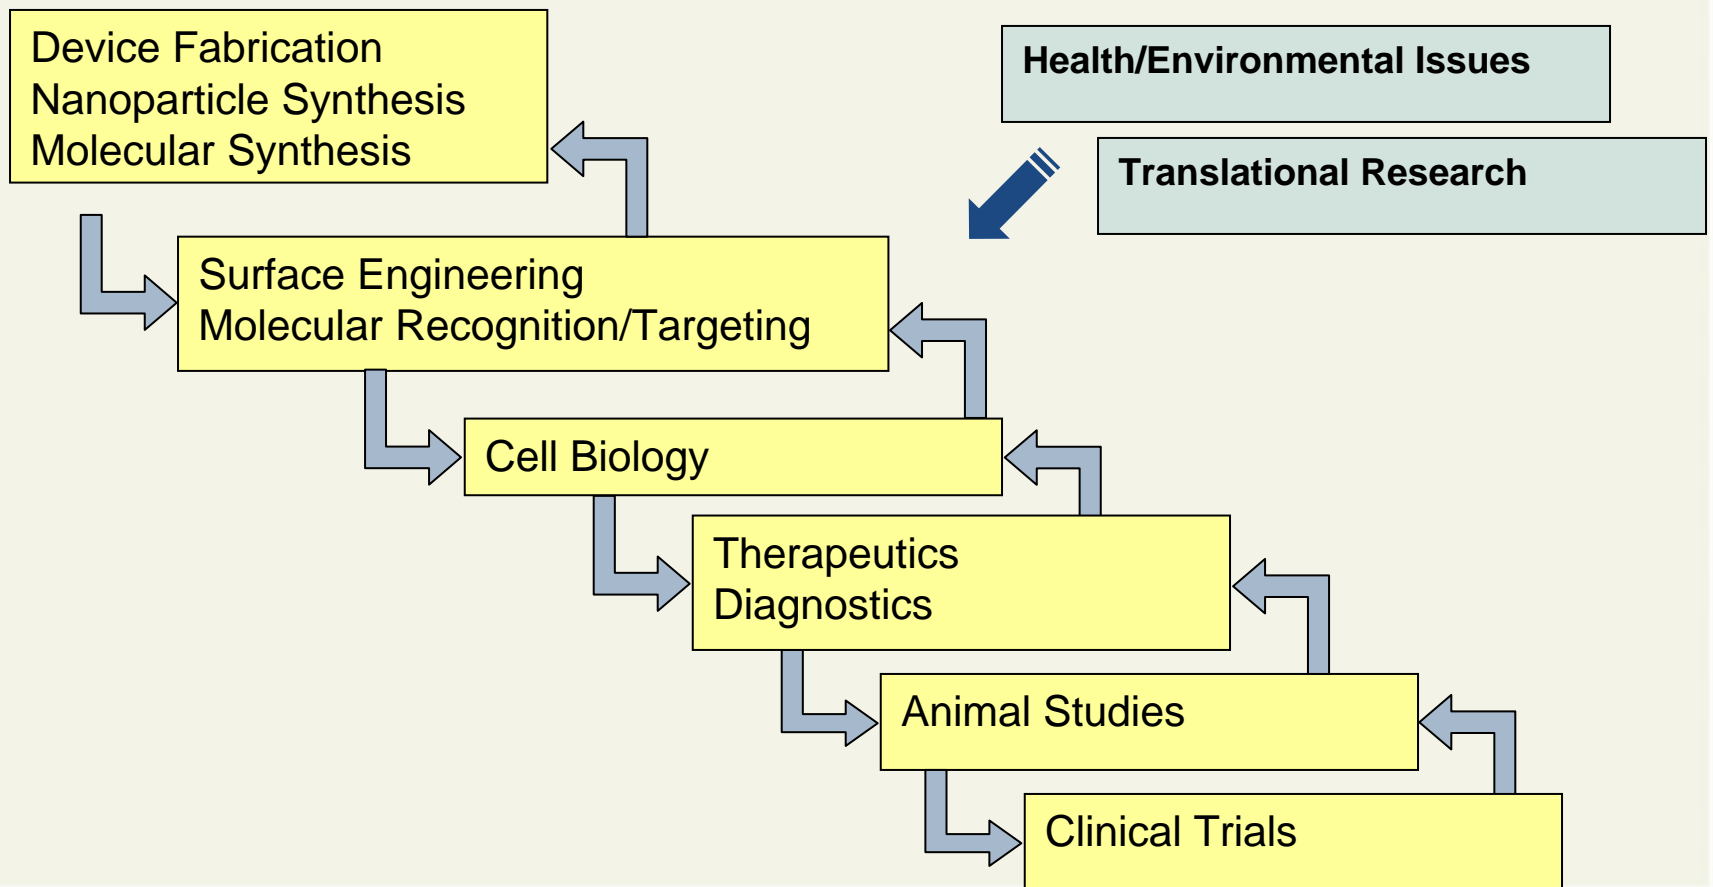 Device Fabrication
Nanoparticle Synthesis
Molecular Synthesis
Health/Environmental Issues
Translational Research
Surface Engineering
Molecular Recognition/Targeting
Cell Biology
Therapeutics
Diagnostics
Animal Studies
Clinical Trials